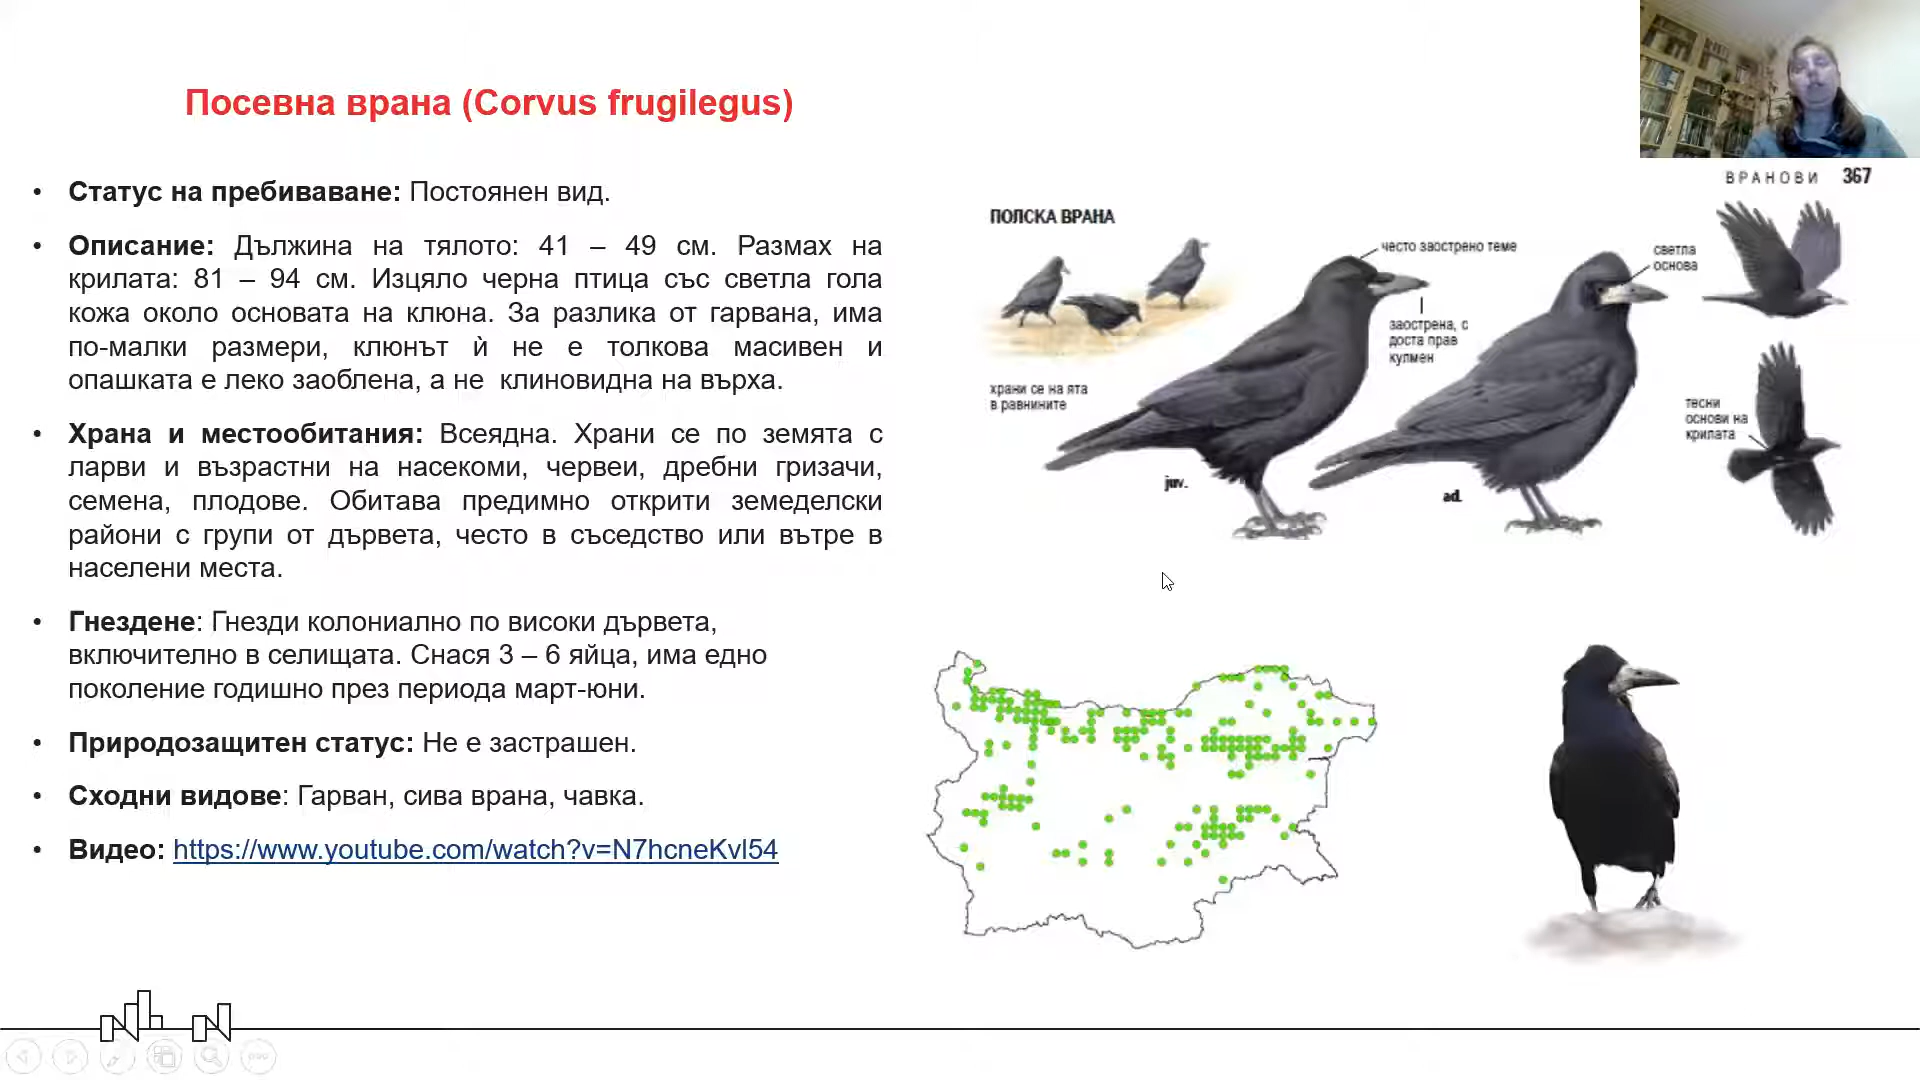 Посевна врана (Corvus frugilegus)
• Статус на пребиваване: Постоянен вид.
• Описание: Дължина на тялото: 41 – 49 см. Размах на
крилата: 81 – 94 см. Изцяло черна птица със светла гола
кожа около основата на клюна. За разлика от гарвана, има
по-малки размери, клюнът ѝ не е толкова масивен и
опашката е леко заоблена, а не клиновидна на върха.
• Храна и местообитания: Всеядна. Храни се по земята с
ларви и възрастни на насекоми, червеи, дребни гризачи,
семена, плодове. Обитава предимно открити земеделски
райони с групи от дървета, често в съседство или вътре в
населени места.
• Гнездене: Гнезди колониално по високи дървета,
включително в селищата. Снася 3 – 6 яйца, има едно
поколение годишно през периода март-юни.
• Природозащитен статус: Не е застрашен.
• Сходни видове: Гарван, сива врана, чавка.
• Видео: https://www.youtube.com/watch?v=N7hcneKvl54
ВРАНОВИ 367
ПОЛСКА ВРАНА
често заострено теме
светла
основа
заострена, с
доста прав
кулмен
храни се на ята
в равнините
тесни
основи на
крилата
juv.
ad.